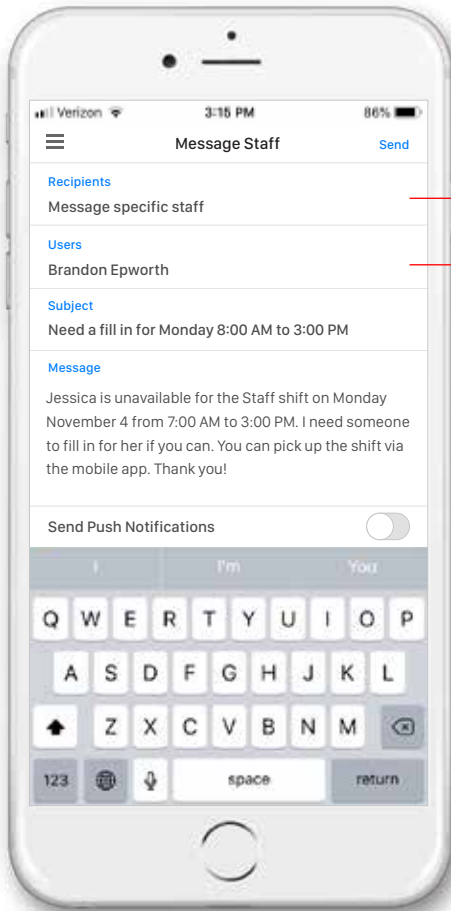 Verizon 3:15 PM 86%
Message Staff Send
Recipients
Message specific staff
Users
Brandon Epworth
Subject
Need a fill in for Monday 8:00 AM to 3:00 PM
Message
Jessica is unavailable for the Staff shift on Monday
November 4 from 7:00 AM to 3:00 PM. I need someone
to fill in for her if you can. You can pick up the shift via
the mobile app. Thank you!
Send Push Notifications
I I'm You
Q W E R T Y U I O P
A S D F G H J K L
Z X C V B N M
123 space return